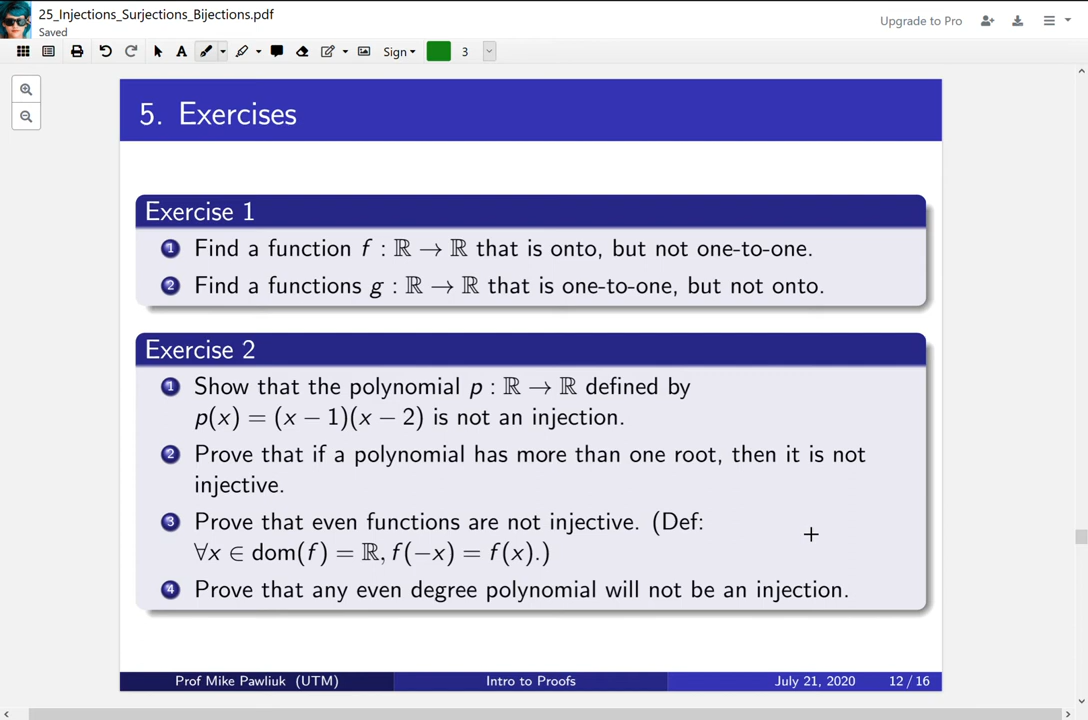 25_Injections_Surjections_Bijections.pdf
Saved
Upgrade to Pro
A
Sign
3
5. Exercises
Exercise 1
1 Find a function f : ℝ → ℝ that is onto, but not one-to-one.
2 Find a functions g : ℝ → ℝ that is one-to-one, but not onto.
Exercise 2
1 Show that the polynomial p : ℝ → ℝ defined by
p(x) = (x − 1)(x − 2) is not an injection.
2 Prove that if a polynomial has more than one root, then it is not
injective.
3 Prove that even functions are not injective. (Def:
∀x ∈ dom(f) = ℝ, f(−x) = f(x).)
4 Prove that any even degree polynomial will not be an injection.
Prof Mike Pawliuk (UTM) Intro to Proofs July 21, 2020 12 / 16